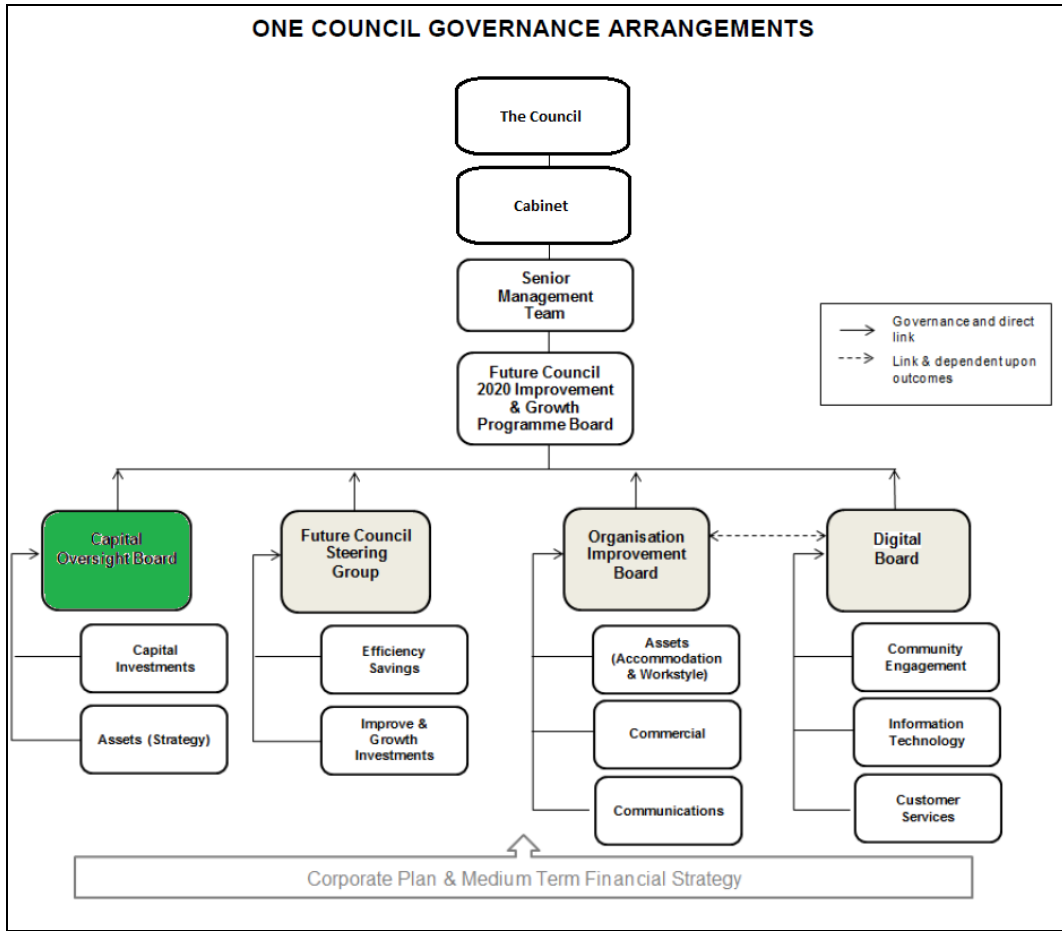 ONE COUNCIL GOVERNANCE ARRANGEMENTS
The Council
Cabinet
Senior
Management
Team
Governance and direct
link
Link & dependent upon
outcomes
Future Council
2020 Improvement
& Growth
Programme Board
Capital
Oversight Board
Future Council
Steering
Group
Organisation
Improvement
Board
Digital
Board
Capital
Investments
Assets (Strategy)
Efficiency
Savings
Improve &
Growth
Investments
Assets
(Accommodation
& Workstyle)
Commercial
Communications
Community
Engagement
Information
Technology
Customer
Services
Corporate Plan & Medium Term Financial Strategy